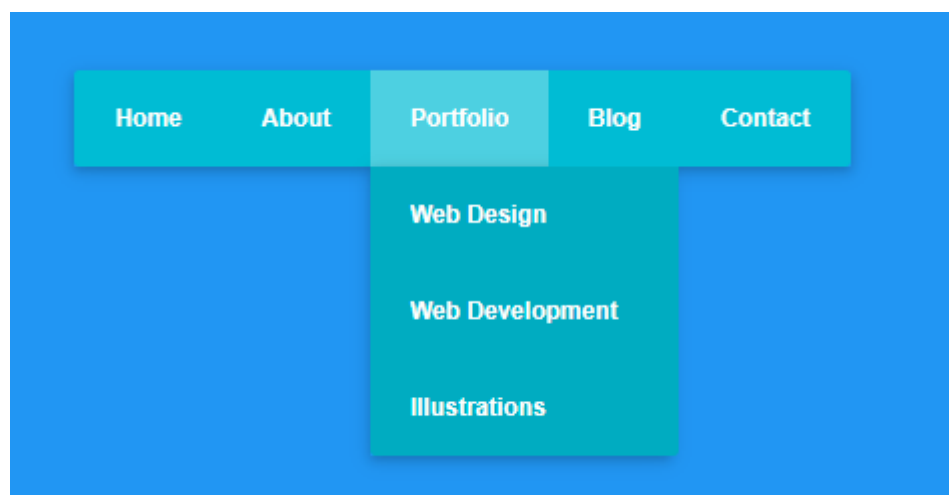 Home About Portfolio Blog Contact
Web Design
Web Development
Illustrations